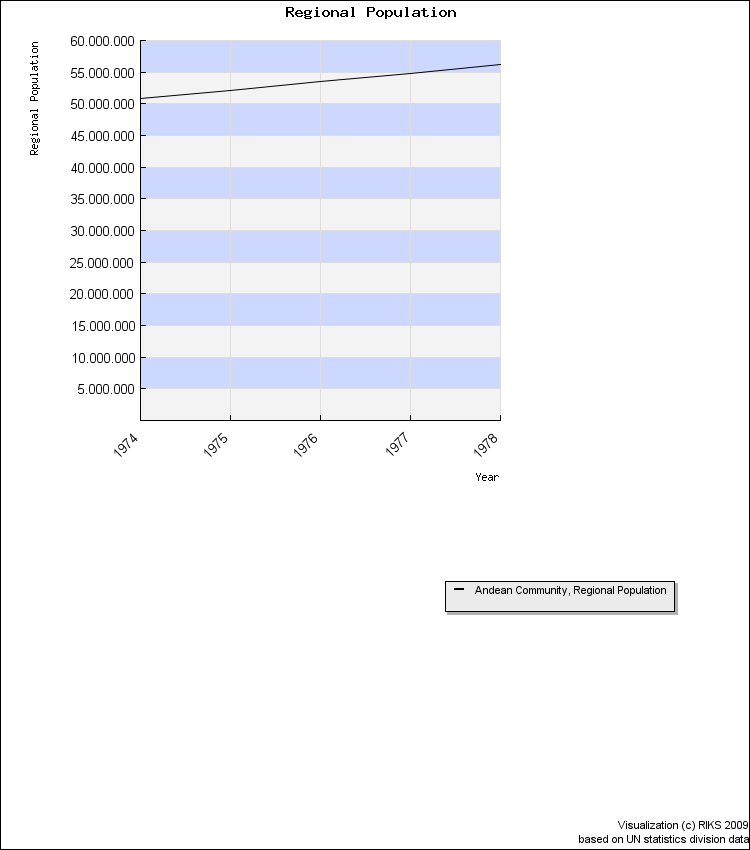 Regional Population
Regional Population
60.000.000
55.000.000
50.000.000
45.000.000
40.000.000
35.000.000
30.000.000
25.000.000
20.000.000
15.000.000
10.000.000
5.000.000
1974 1975 1976 1977 1978
Year
Andean Community, Regional Population
Visualization (c) RIKS 2009
based on UN statistics division data